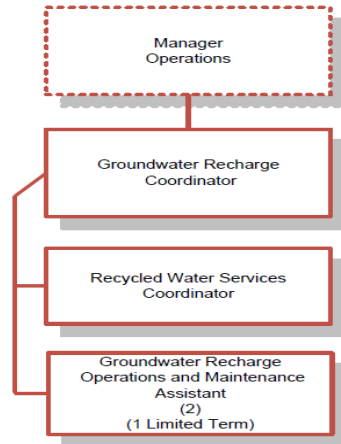 Manager
Operations
Groundwater Recharge
Coordinator
Recycled Water Services
Coordinator
Groundwater Recharge
Operations and Maintenance
Assistant
(2)
(1 Limited Term)